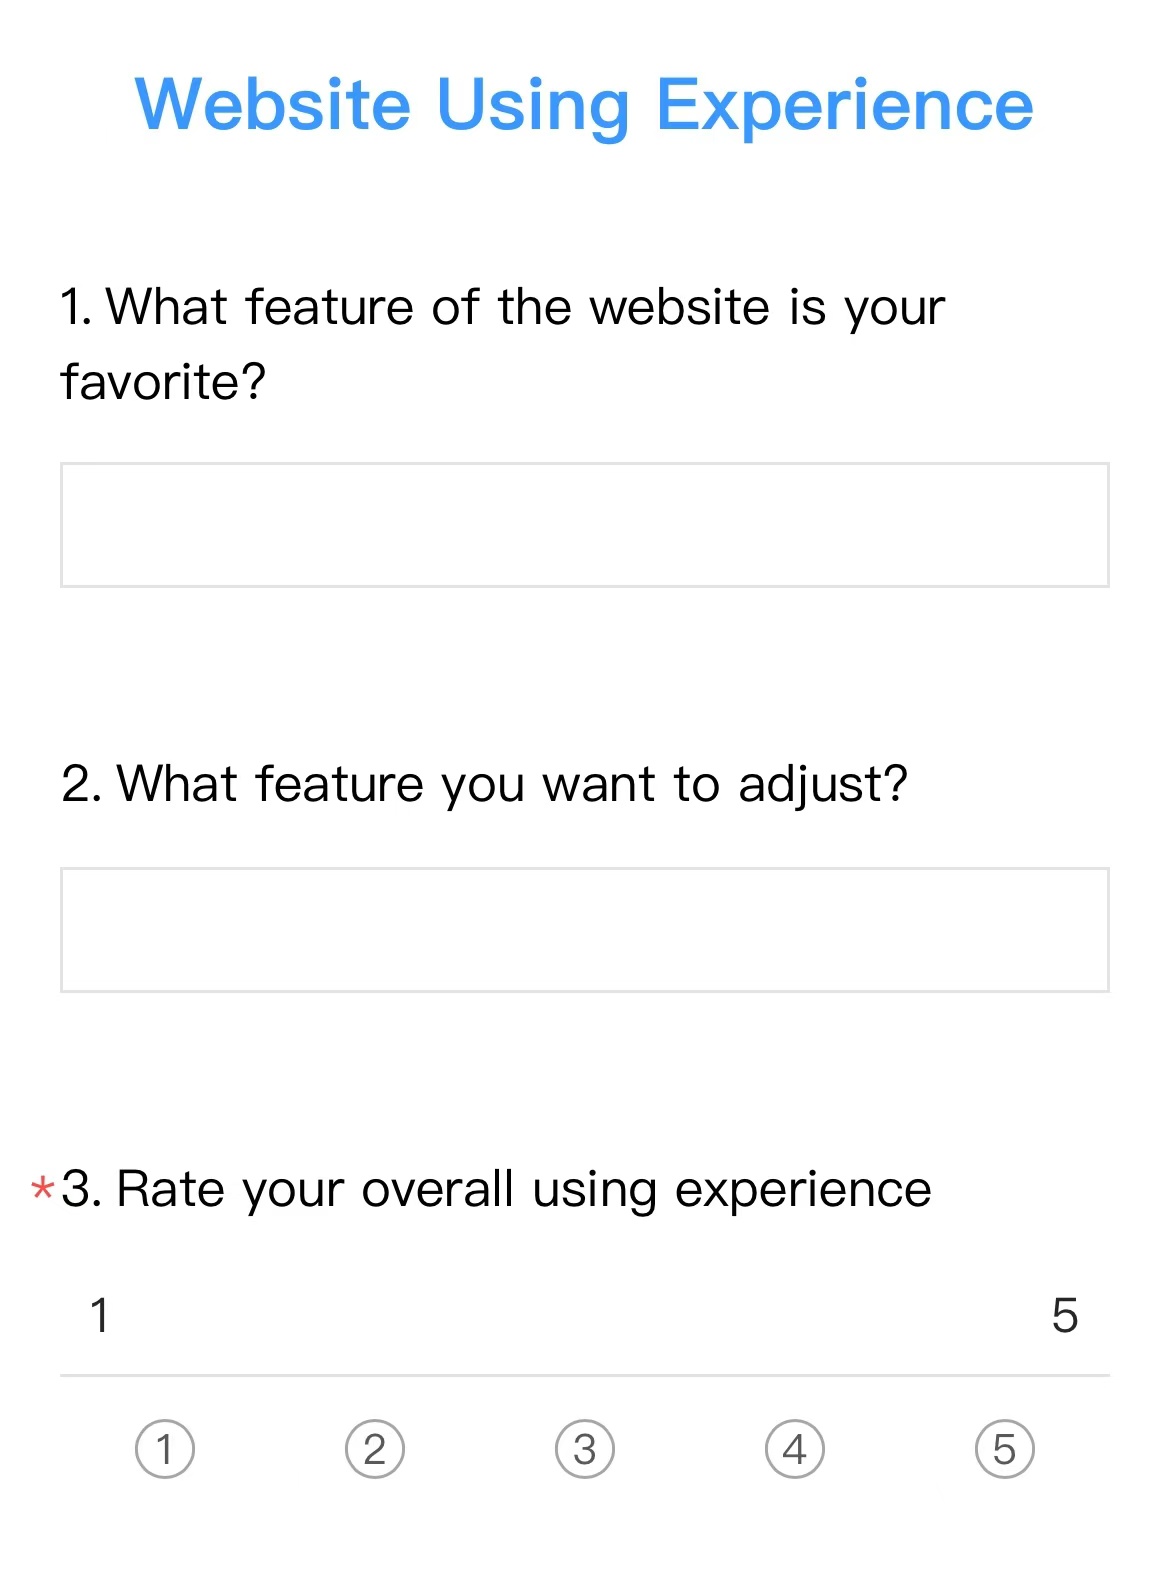 Website Using Experience
1. What feature of the website is your
favorite?
2. What feature you want to adjust?
*3. Rate your overall using experience
1 5
1 2 3 4 5